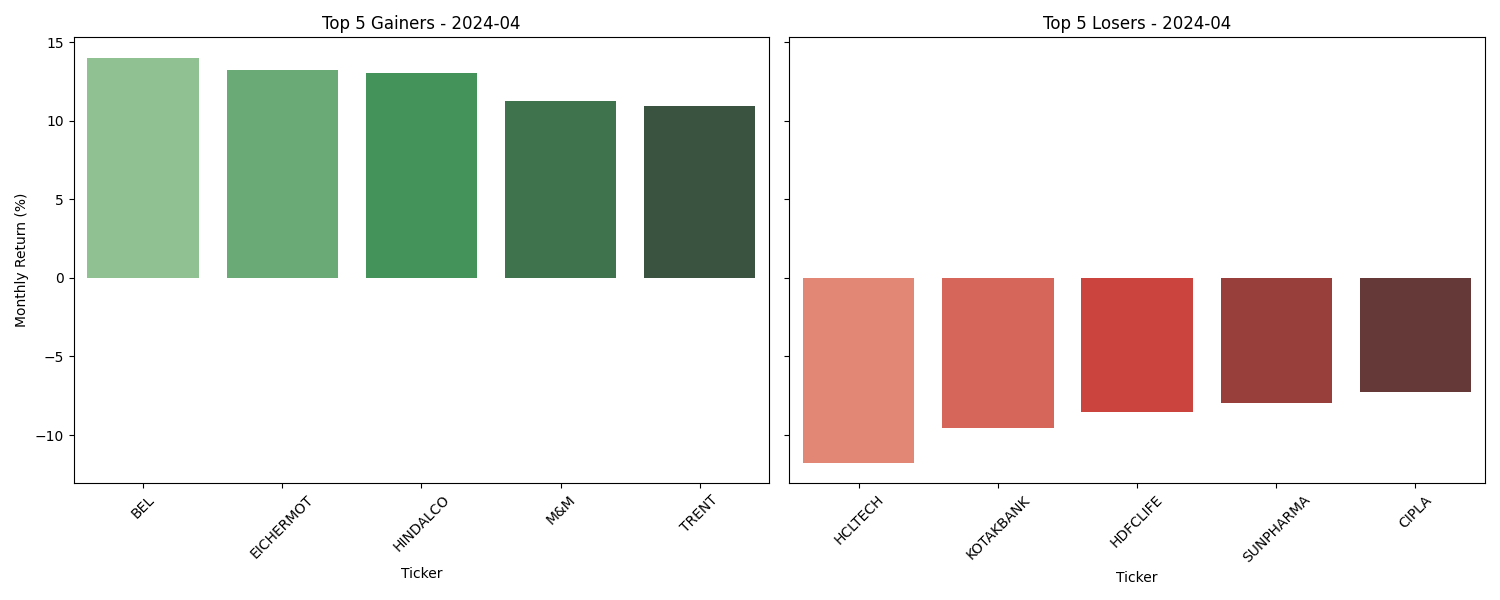 Top 5 Gainers - 2024-04
Monthly Return (%)
15
10
5
0
−5
−10
BEL
EICHERMOT
HINDALCO
M&M
TRENT
Ticker
Top 5 Losers - 2024-04
HCLTECH
KOTAKBANK
HDFCLIFE
SUNPHARMA
CIPLA
Ticker